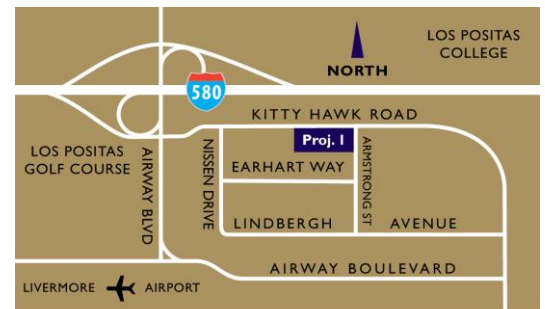 LOS POSITAS
COLLEGE
NORTH
580
KITTY HAWK ROAD
Proj. I
LOS POSITAS
GOLF COURSE
AIRWAY BLVD
NISSEN DRIVE
EARHART WAY
ARMSTRONG ST
LINDBERGH AVENUE
AIRWAY BOULEVARD
LIVERMORE AIRPORT